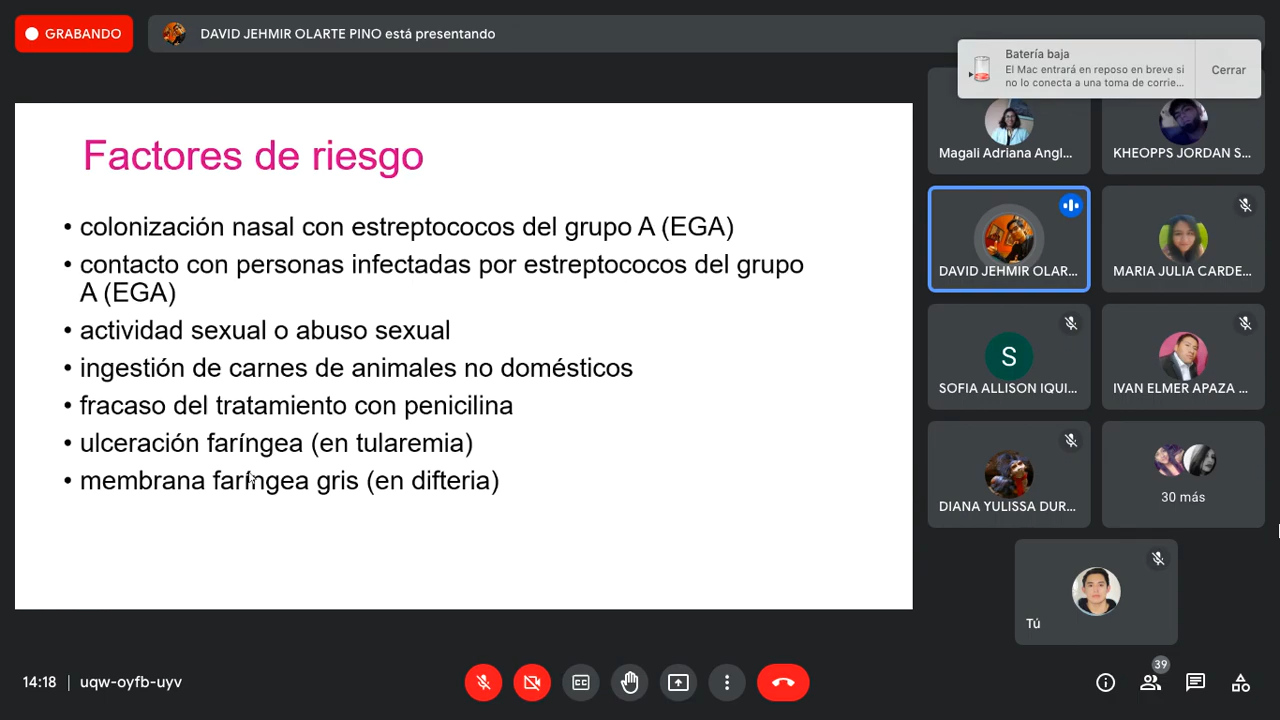 GRABANDO
DAVID JEHMIR OLARTE PINO está presentando
Batería baja
El Mac entrará en reposo en breve si
no lo conecta a una toma de corrie...
Cerrar
Factores de riesgo
• colonización nasal con estreptococos del grupo A (EGA)
• contacto con personas infectadas por estreptococos del grupo
A (EGA)
• actividad sexual o abuso sexual
• ingestión de carnes de animales no domésticos
• fracaso del tratamiento con penicilina
• ulceración faríngea (en tularemia)
• membrana faríngea gris (en difteria)
Magali Adriana Angl...
KHEOPPS JORDAN S...
DAVID JEHMIR OLAR...
MARIA JULIA CARDE...
S
SOFIA ALLISON IQUI...
IVAN ELMER APAZA ...
DIANA YULISSA DUR...
30 más
Tú
14:18 | uqw-oyfb-uyv
CC
39